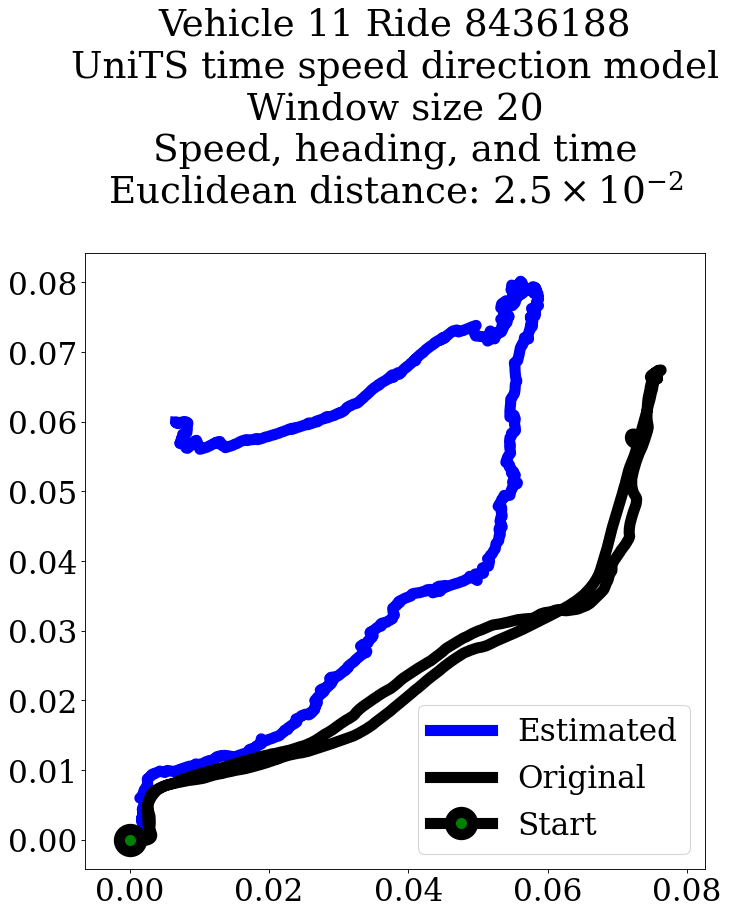 Vehicle 11 Ride 8436188
UniTS time speed direction model
Window size 20
Speed, heading, and time
Euclidean distance: 2.5 × 10⁻²
0.08
0.07
0.06
0.05
0.04
0.03
0.02
0.01
0.00
Estimated
Original
Start
0.00 0.02 0.04 0.06 0.08